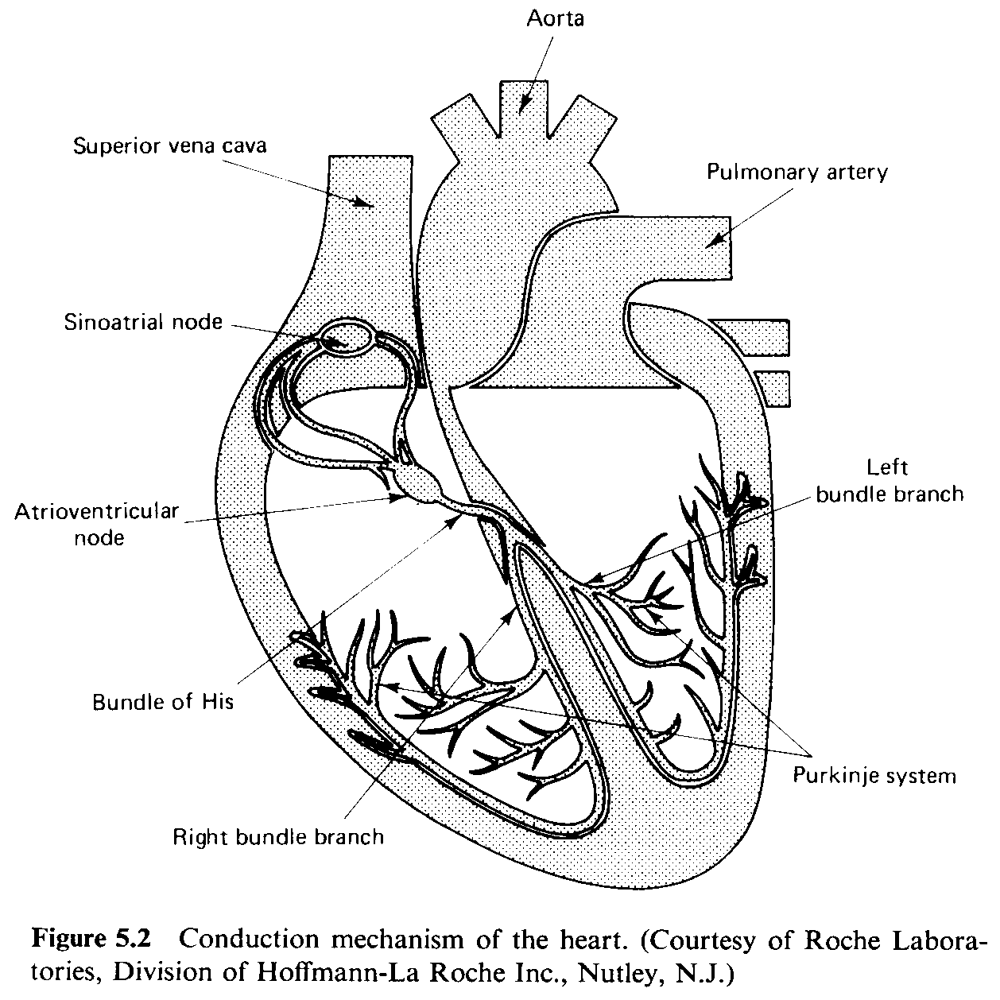 Aorta
Superior vena cava
Pulmonary artery
Sinoatrial node
Left
bundle branch
Atrioventricular
node
Bundle of His
Purkinje system
Right bundle branch
Figure 5.2 Conduction mechanism of the heart. (Courtesy of Roche Labora-
tories, Division of Hoffmann-La Roche Inc., Nutley, N.J.)